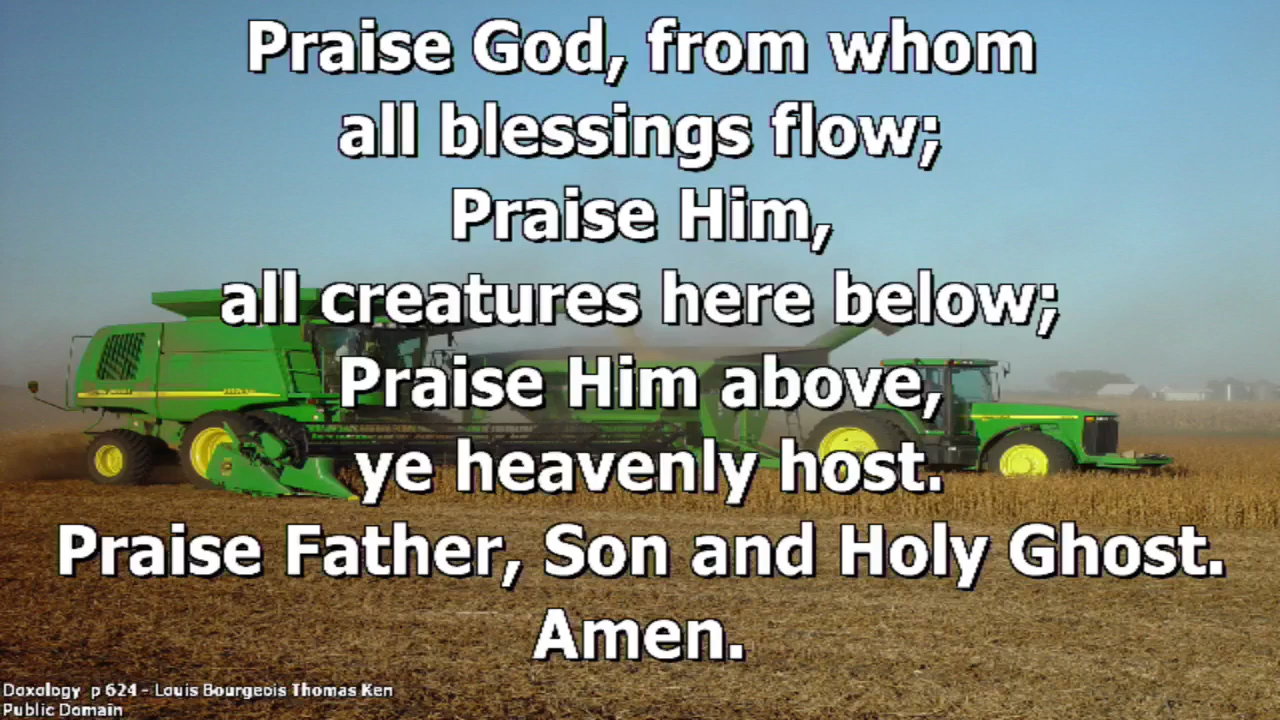 Praise God, from whom
all blessings flow;
Praise Him,
all creatures here below;
Praise Him above,
ye heavenly host.
Praise Father, Son and Holy Ghost.
Amen.
Doxology p 624 - Louis Bourgeois Thomas Ken
Public Domain